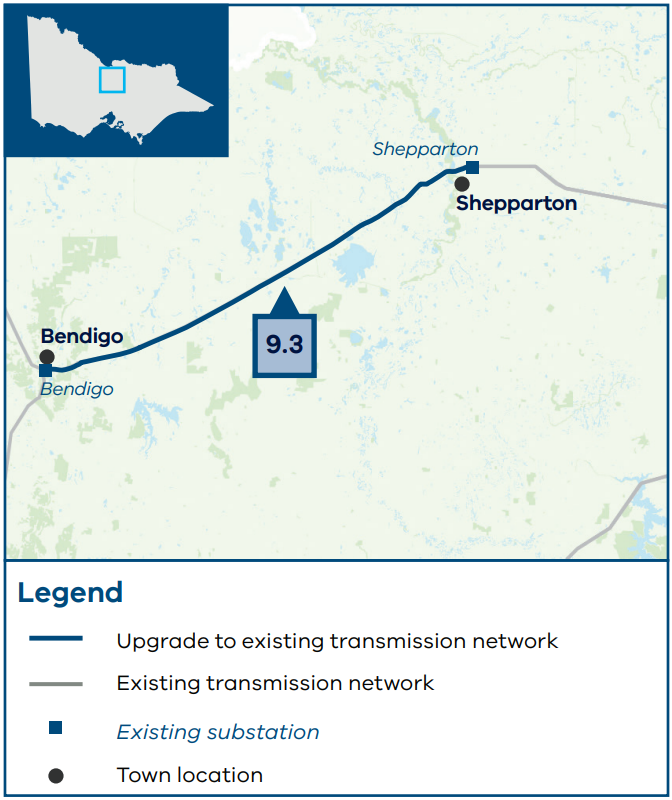 Shepparton
Shepparton
9.3
Bendigo
Bendigo
Legend
Upgrade to existing transmission network
Existing transmission network
Existing substation
Town location